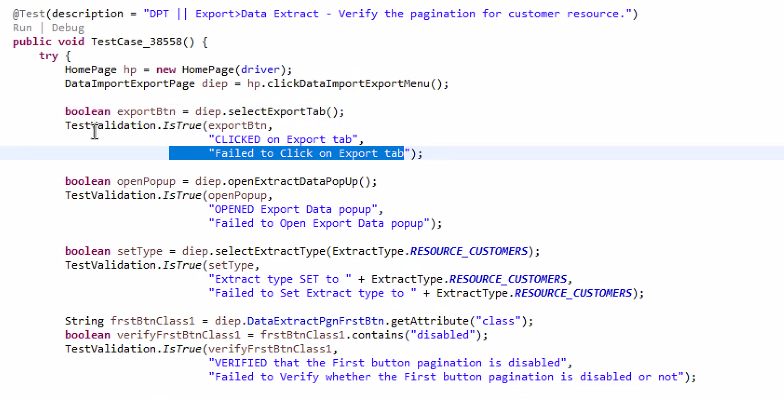 @Test(description = "DPT || Export>Data Extract - Verify the pagination for customer resource.")
Run | Debug
public void TestCase_38558() {
try {
HomePage hp = new HomePage(driver);
DataImportExportPage diep = hp.clickDataImportExportMenu();
boolean exportBtn = diep.selectExportTab();
TestValidation.IsTrue(exportBtn,
"CLICKED on Export tab",
"Failed to Click on Export tab");
boolean openPopup = diep.openExtractDataPopUp();
TestValidation.IsTrue(openPopup,
"OPENED Export Data popup",
"Failed to Open Export Data popup");
boolean setType = diep.selectExtractType(ExtractType.RESOURCE_CUSTOMERS);
TestValidation.IsTrue(setType,
"Extract type SET to " + ExtractType.RESOURCE_CUSTOMERS,
"Failed to Set Extract type to " + ExtractType.RESOURCE_CUSTOMERS);
String frstBtnClass1 = diep.DataExtractPgnFrstBtn.getAttribute("class");
boolean verifyFrstBtnClass1 = frstBtnClass1.contains("disabled");
TestValidation.IsTrue(verifyFrstBtnClass1,
"VERIFIED that the First button pagination is disabled",
"Failed to Verify whether the First button pagination is disabled or not");